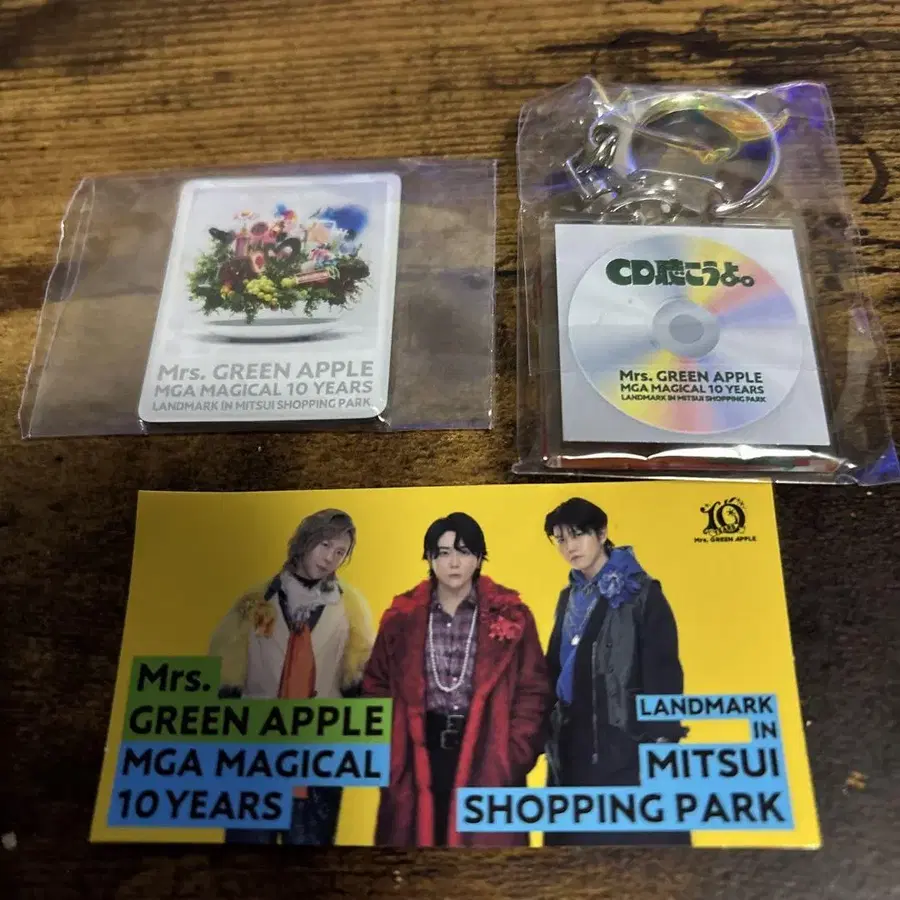 Mrs. GREEN APPLE
MGA MAGICAL 10 YEARS
LANDMARK IN MITSUI SHOPPING PARK
CD聴こうよ。
Mrs. GREEN APPLE
MGA MAGICAL 10 YEARS
LANDMARK IN MITSUI SHOPPING PARK
10
YEARS
Mrs. GREEN APPLE
Mrs.
GREEN APPLE
MGA MAGICAL
10 YEARS
LANDMARK
IN
MITSUI
SHOPPING PARK